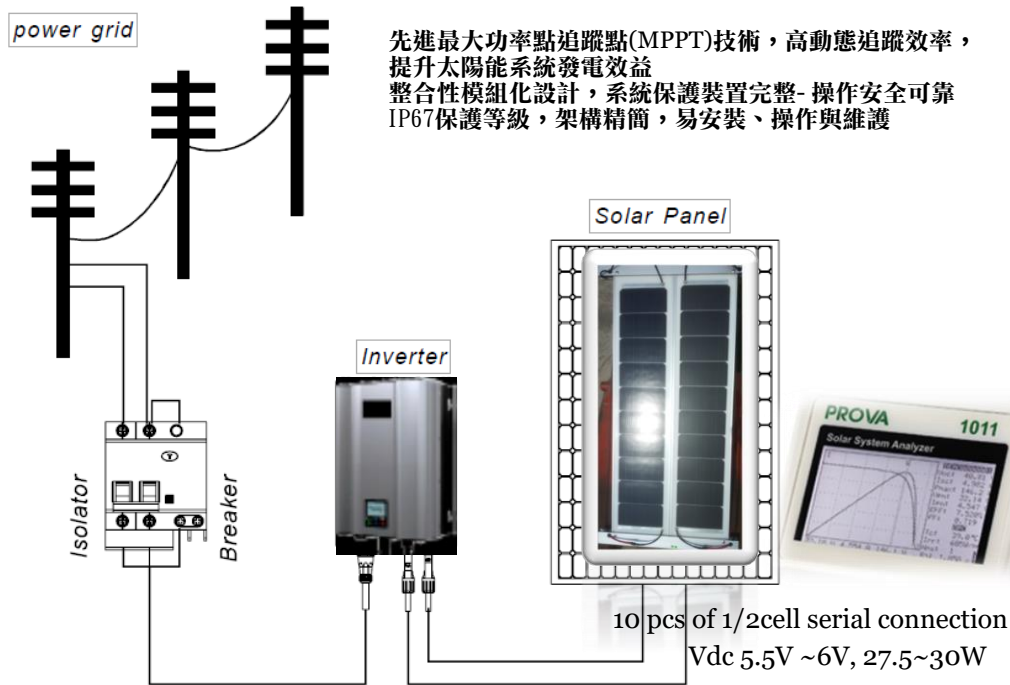 power grid
先進最大功率點追蹤點(MPPT)技術，高動態追蹤效率，
提升太陽能系統發電效益
整合性模組化設計，系統保護裝置完整- 操作安全可靠
IP67保護等級，架構精簡，易安裝、操作與維護
Solar Panel
Inverter
Isolator
Breaker
PROVA 1011
Solar System Analyzer
10 pcs of 1/2cell serial connection
Vdc 5.5V ~6V, 27.5~30W